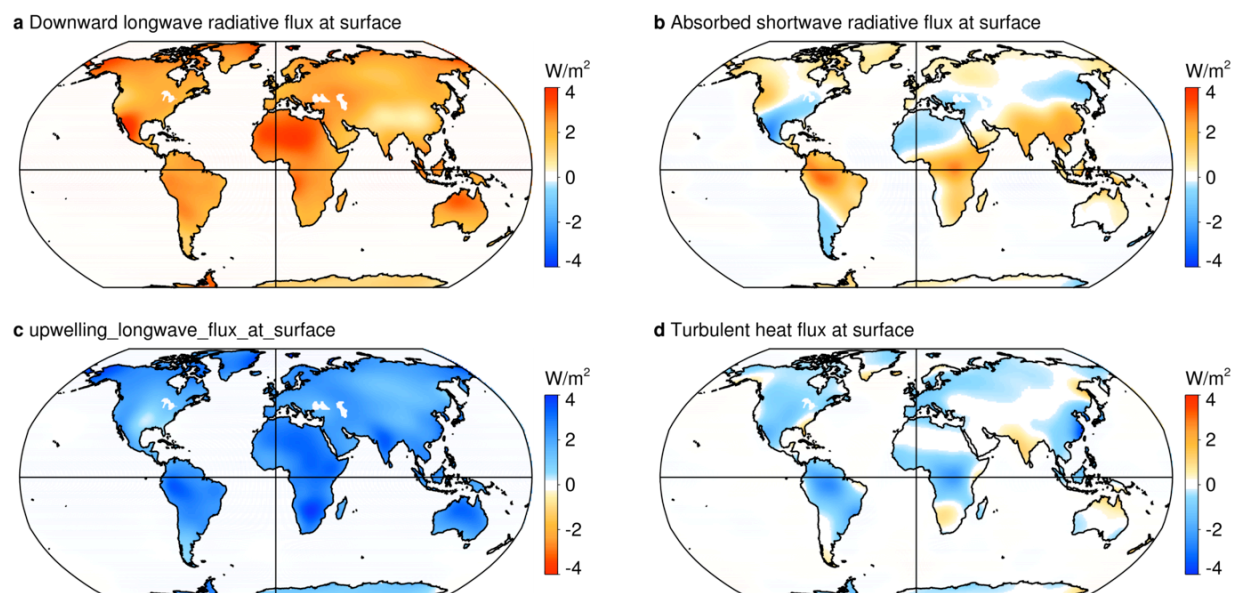 a Downward longwave radiative flux at surface
W/m²
4
2
0
-2
-4
b Absorbed shortwave radiative flux at surface
W/m²
4
2
0
-2
-4
c upwelling_longwave_flux_at_surface
W/m²
4
2
0
-2
-4
d Turbulent heat flux at surface
W/m²
4
2
0
-2
-4